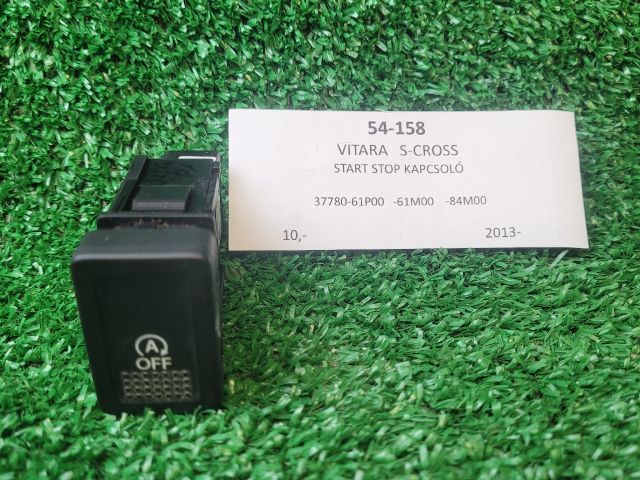 54-158
VITARA S-CROSS
START STOP KAPCSOLÓ
37780-61P00 -61M00 -84M00
10,- 2013-
A
OFF